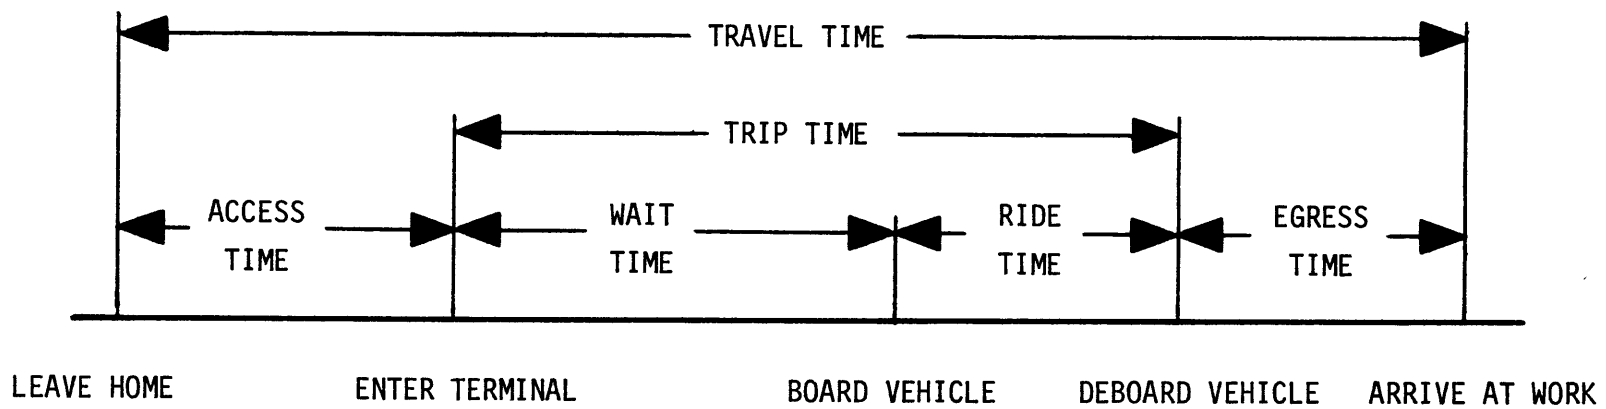 TRAVEL TIME
TRIP TIME
ACCESS
TIME
WAIT
TIME
RIDE
TIME
EGRESS
TIME
LEAVE HOME
ENTER TERMINAL
BOARD VEHICLE
DEBOARD VEHICLE
ARRIVE AT WORK